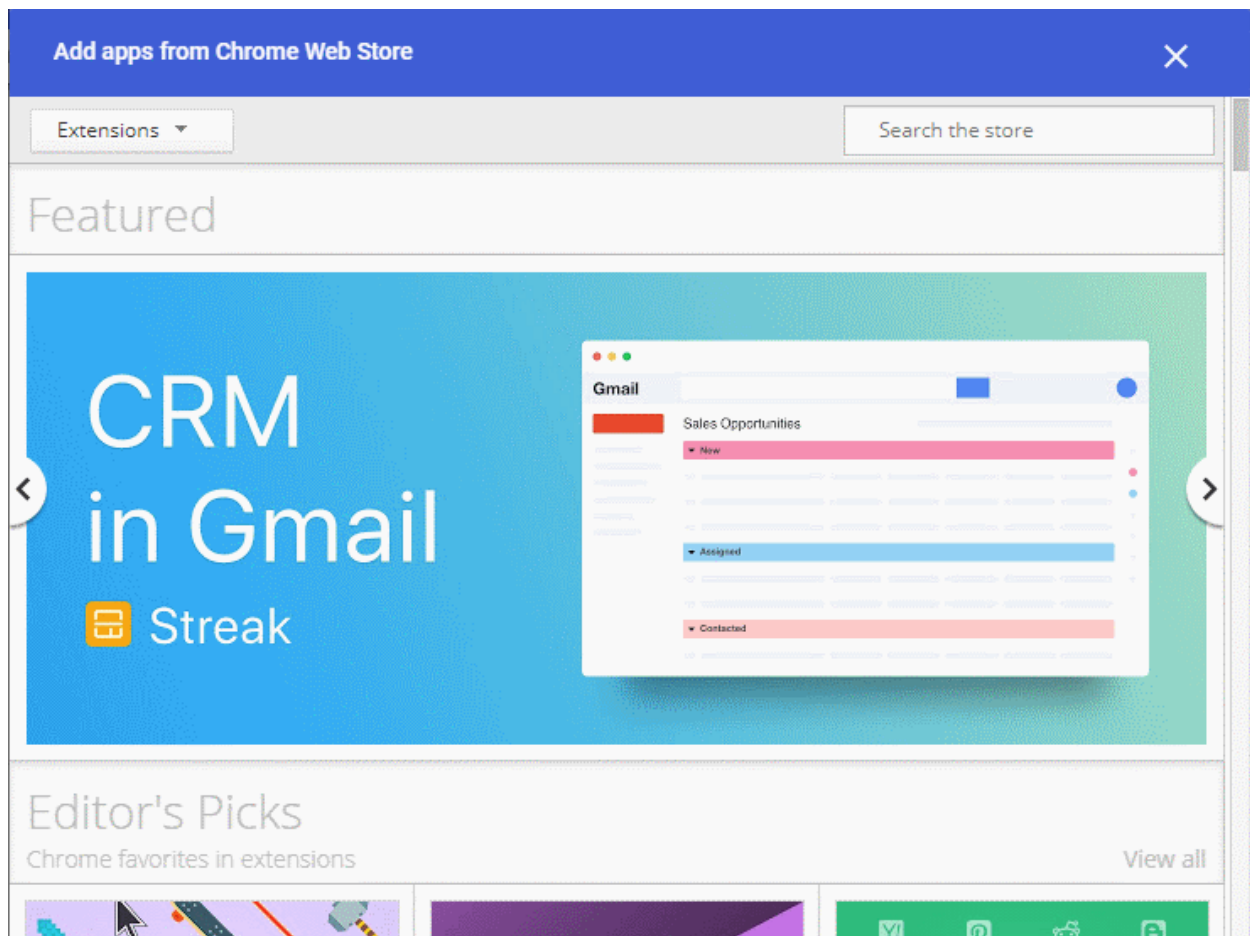 Add apps from Chrome Web Store
Extensions
Search the store
Featured
CRM
in Gmail
Streak
Gmail
Sales Opportunities
New
Assigned
Contacted
Editor's Picks
Chrome favorites in extensions
View all